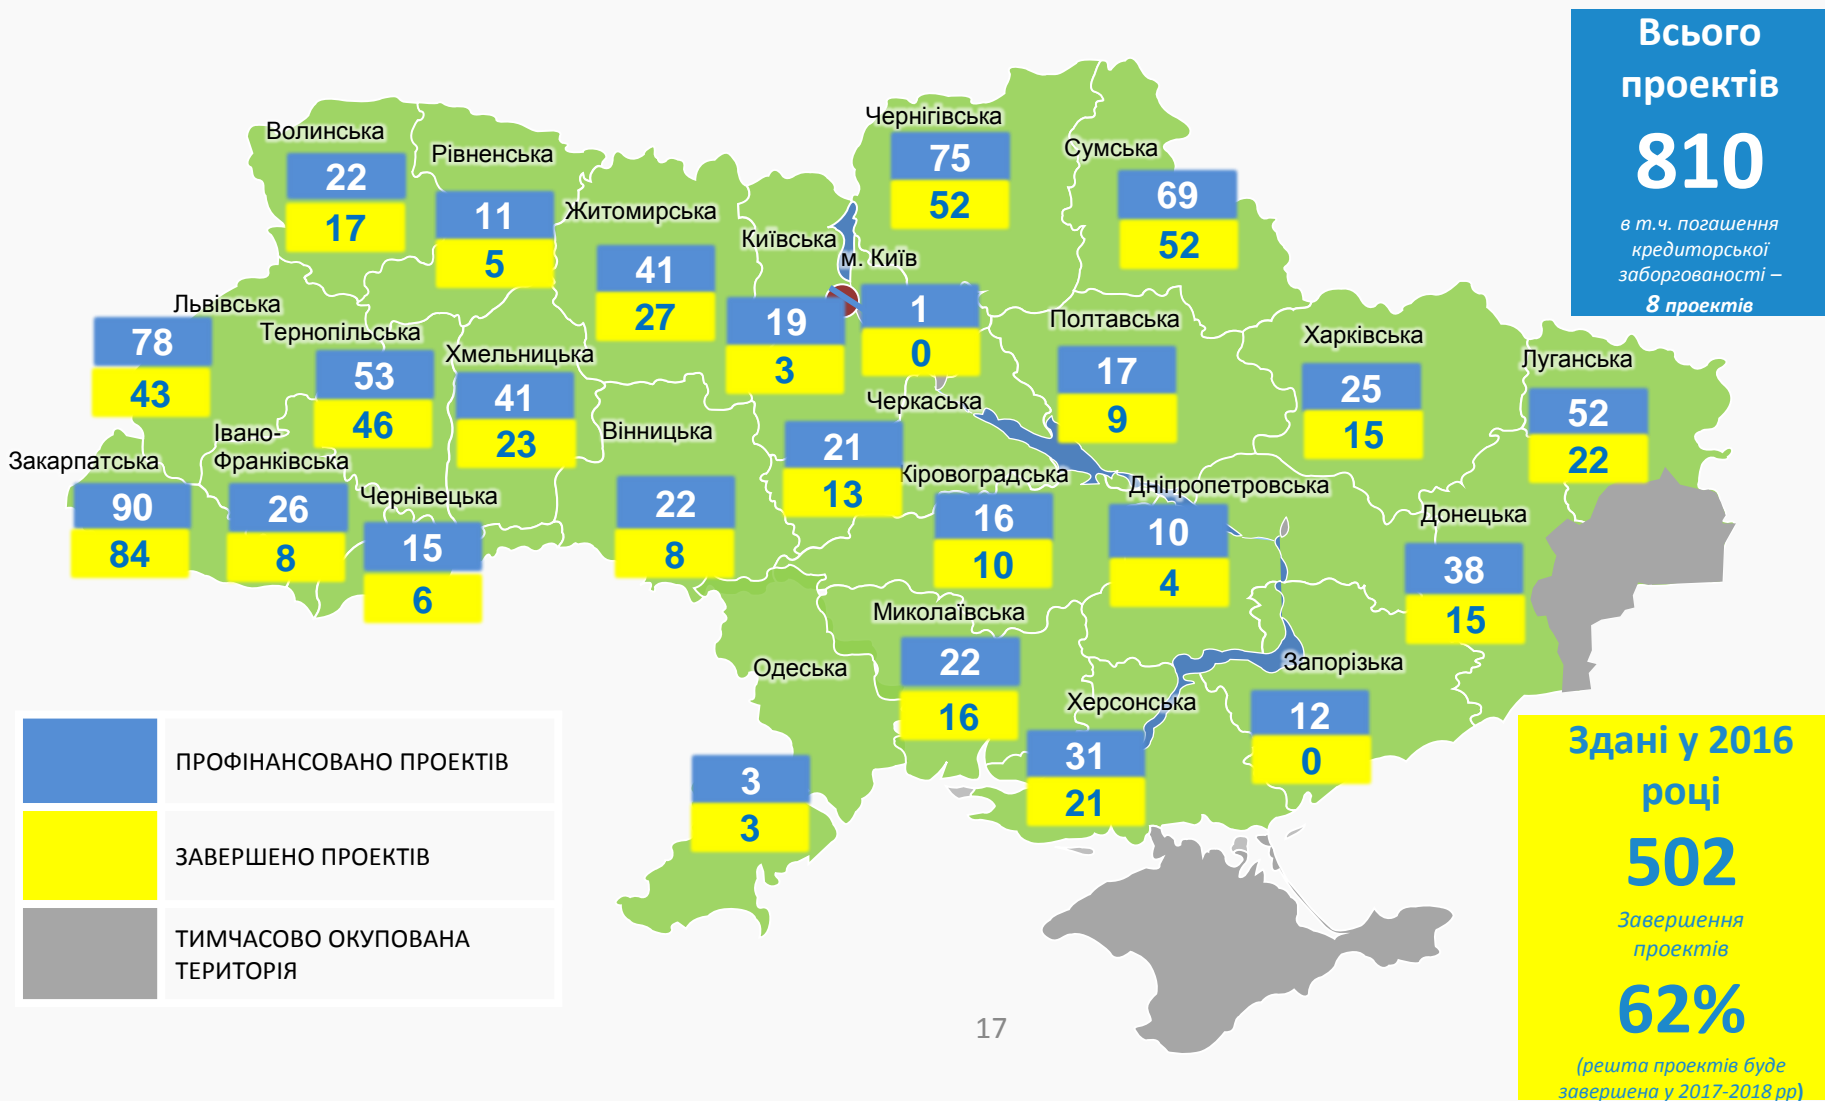 Всього
проектів
810
в т.ч. погашення
кредиторської
заборгованості –
8 проектів
Волинська
22
17
Рівненська
11
5
Житомирська
41
27
Київська
19
3
м. Київ
1
0
Чернігівська
75
52
Сумська
69
52
Львівська
78
43
Тернопільська
53
46
Хмельницька
41
23
Вінницька
22
8
Черкаська
21
13
Полтавська
17
9
Харківська
25
15
Луганська
52
22
Закарпатська
90
84
Івано-
Франківська
26
8
Чернівецька
15
6
Кіровоградська
16
10
Дніпропетровська
10
4
Донецька
38
15
Миколаївська
22
16
Одеська
3
3
Херсонська
31
21
Запорізька
12
0
ПРОФІНАНСОВАНО ПРОЕКТІВ
ЗАВЕРШЕНО ПРОЕКТІВ
ТИМЧАСОВО ОКУПОВАНА
ТЕРИТОРІЯ
Здані у 2016
році
502
Завершення
проектів
62%
(решта проектів буде
завершена у 2017-2018 рр)
17